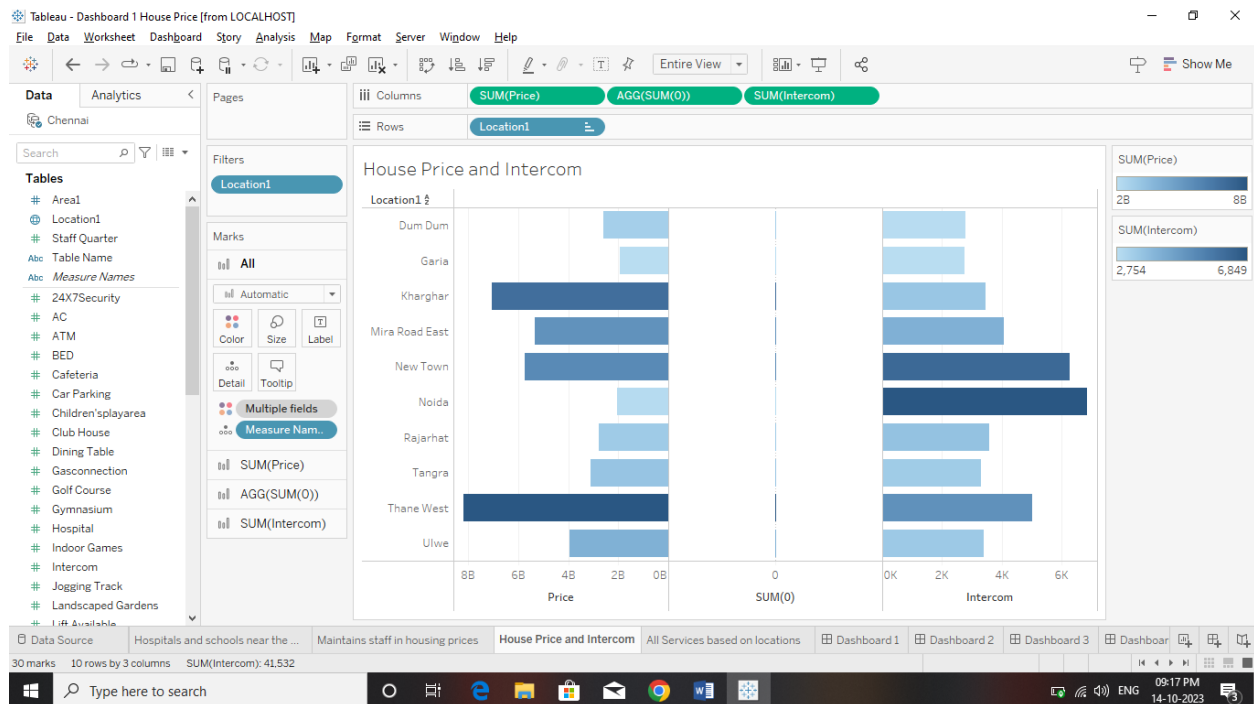 Tableau - Dashboard 1 House Price [from LOCALHOST]
File Data Worksheet Dashboard Story Analysis Map Format Server Window Help
Entire View
Show Me
Data Analytics
Chennai
Search
Tables
# Area1
Location1
# Staff Quarter
Abc Table Name
Abc Measure Names
# 24X7Security
# AC
# ATM
# BED
# Cafeteria
# Car Parking
# Children'splayarea
# Club House
# Dining Table
# Gasconnection
# Golf Course
# Gymnasium
# Hospital
# Indoor Games
# Intercom
# Jogging Track
# Landscaped Gardens
# Lift Available
Pages
Filters
Location1
Marks
All
Automatic
Color Size Label
Detail Tooltip
Multiple fields
Measure Nam..
SUM(Price)
AGG(SUM(0))
SUM(Intercom)
Columns SUM(Price) AGG(SUM(0)) SUM(Intercom)
Rows Location1
House Price and Intercom
Location1
Dum Dum
Garia
Kharghar
Mira Road East
New Town
Noida
Rajarhat
Tangra
Thane West
Ulwe
8B 6B 4B 2B 0B 0 0K 2K 4K 6K
Price SUM(0) Intercom
SUM(Price)
2B 8B
SUM(Intercom)
2,754 6,849
Data Source Hospitals and schools near the ... Maintains staff in housing prices House Price and Intercom All Services based on locations Dashboard 1 Dashboard 2 Dashboard 3 Dashboar
30 marks 10 rows by 3 columns SUM(Intercom): 41,532
Type here to search
W
ENG
09:17 PM
14-10-2023
3